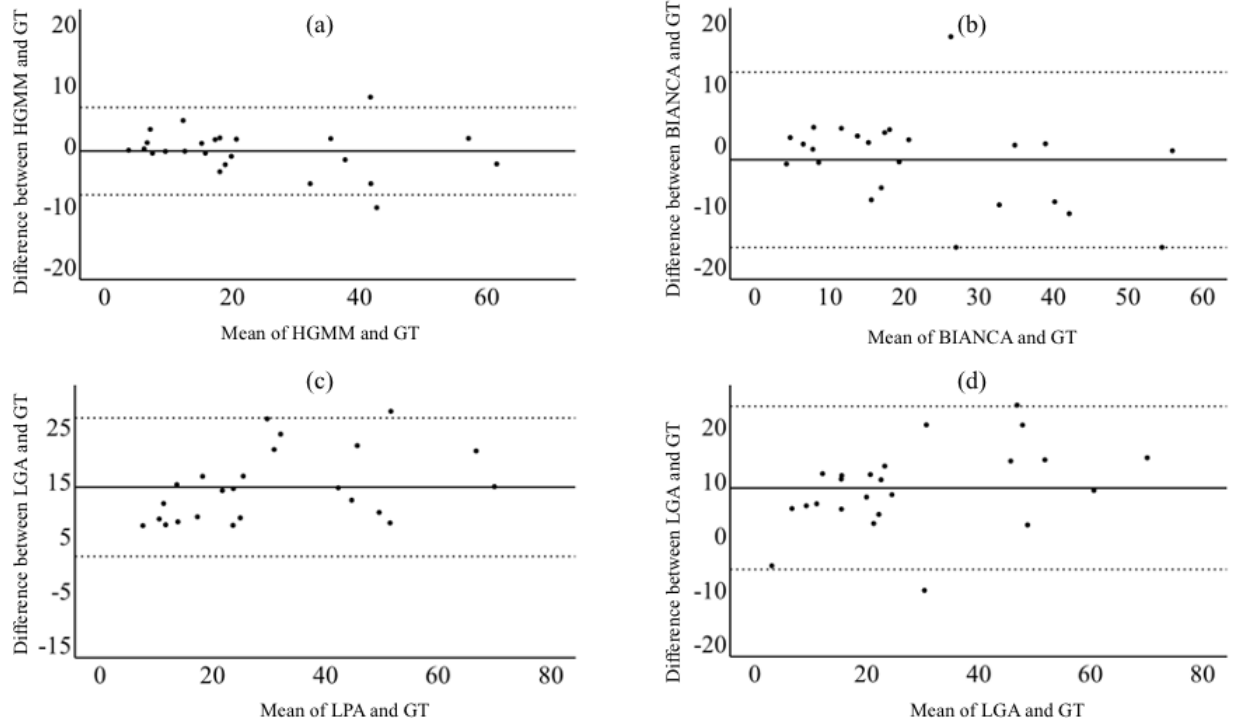 (a)
Difference between HGMM and GT
20
10
0
-10
-20
0 20 40 60
Mean of HGMM and GT
(b)
Difference between BIANCA and GT
20
10
0
-10
-20
0 10 20 30 40 50 60
Mean of BIANCA and GT
(c)
Difference between LGA and GT
25
15
5
-5
-15
0 20 40 60 80
Mean of LPA and GT
(d)
Difference between LGA and GT
20
10
0
-10
-20
0 20 40 60 80
Mean of LGA and GT